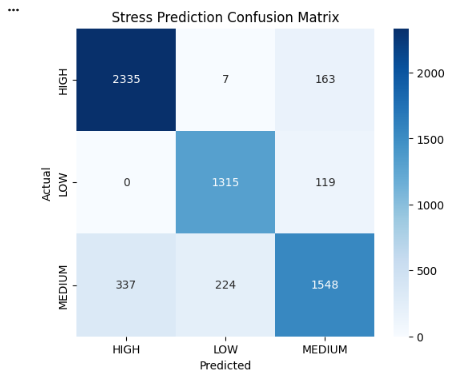 ...
Stress Prediction Confusion Matrix
HIGH 2335 7 163
LOW 0 1315 119
MEDIUM 337 224 1548
HIGH LOW MEDIUM
Predicted
Actual
2000
1500
1000
500
0